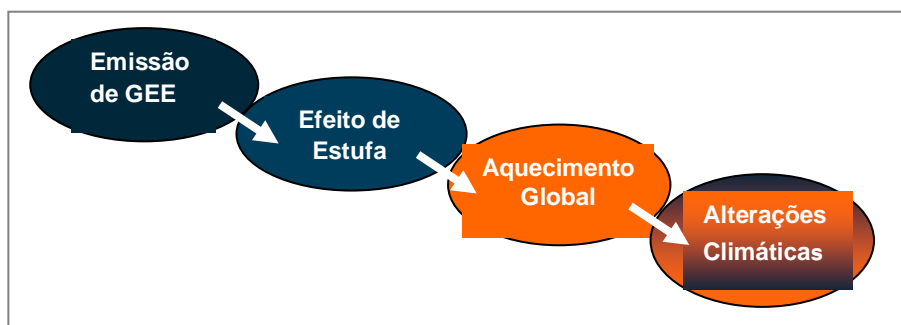 Emissão
de GEE
Efeito de
Estufa
Aquecimento
Global
Alterações
Climáticas